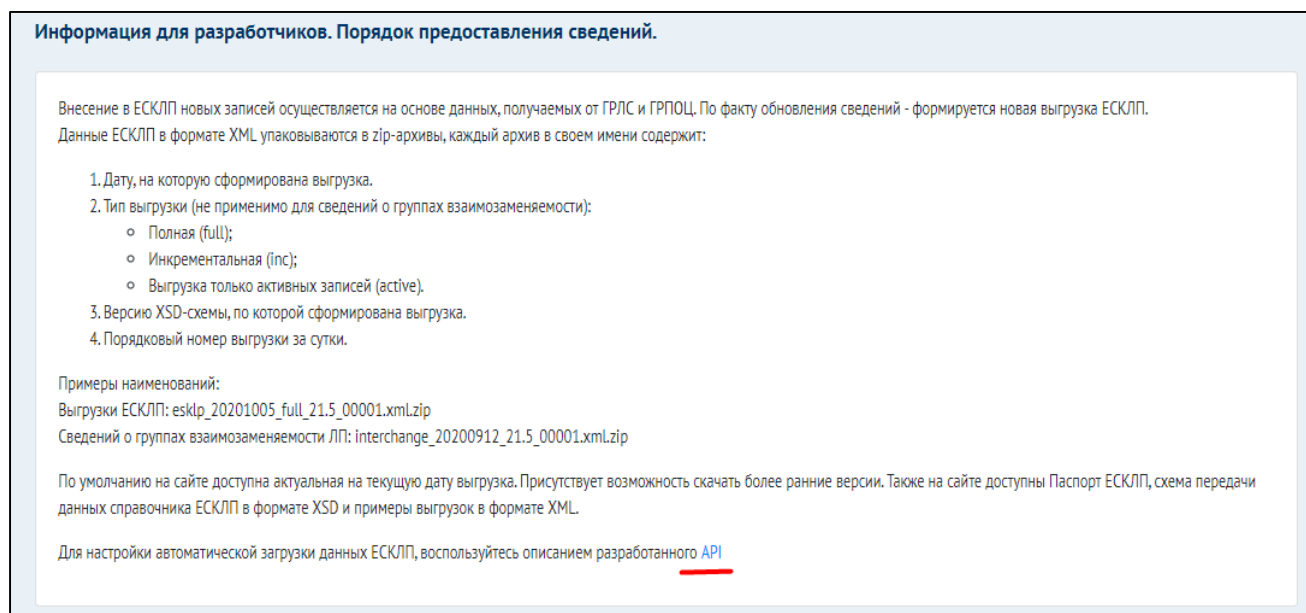 Информация для разработчиков. Порядок предоставления сведений.
Внесение в ЕСКЛП новых записей осуществляется на основе данных, получаемых от ГРЛС и ГРПОЦ. По факту обновления сведений - формируется новая выгрузка ЕСКЛП.
Данные ЕСКЛП в формате XML упаковываются в zip-архивы, каждый архив в своем имени содержит:
1. Дату, на которую сформирована выгрузка.
2. Тип выгрузки (не применимо для сведений о группах взаимозаменяемости):
◦ Полная (full);
◦ Инкрементальная (inc);
◦ Выгрузка только активных записей (active).
3. Версию XSD-схемы, по которой сформирована выгрузка.
4. Порядковый номер выгрузки за сутки.
Примеры наименований:
Выгрузки ЕСКЛП: esklp_20201005_full_21.5_00001.xml.zip
Сведений о группах взаимозаменяемости ЛП: interchange_20200912_21.5_00001.xml.zip
По умолчанию на сайте доступна актуальная на текущую дату выгрузка. Присутствует возможность скачать более ранние версии. Также на сайте доступны Паспорт ЕСКЛП, схема передачи
данных справочника ЕСКЛП в формате XSD и примеры выгрузок в формате XML.
Для настройки автоматической загрузки данных ЕСКЛП, воспользуйтесь описанием разработанного API